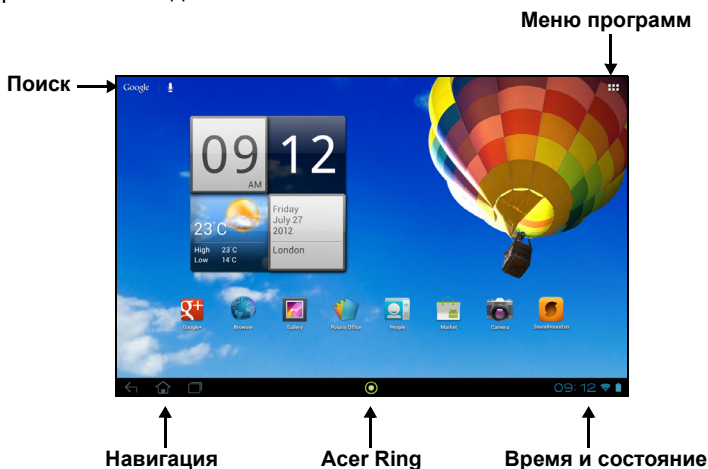 Меню программ
Поиск
Google
09 12
AM
23°C
High 23°C
Low 14°C
Friday
July 27
2012
London
Google+ Browser Gallery Polaris Office People Market Camera
09:12
Навигация Acer Ring Время и состояние